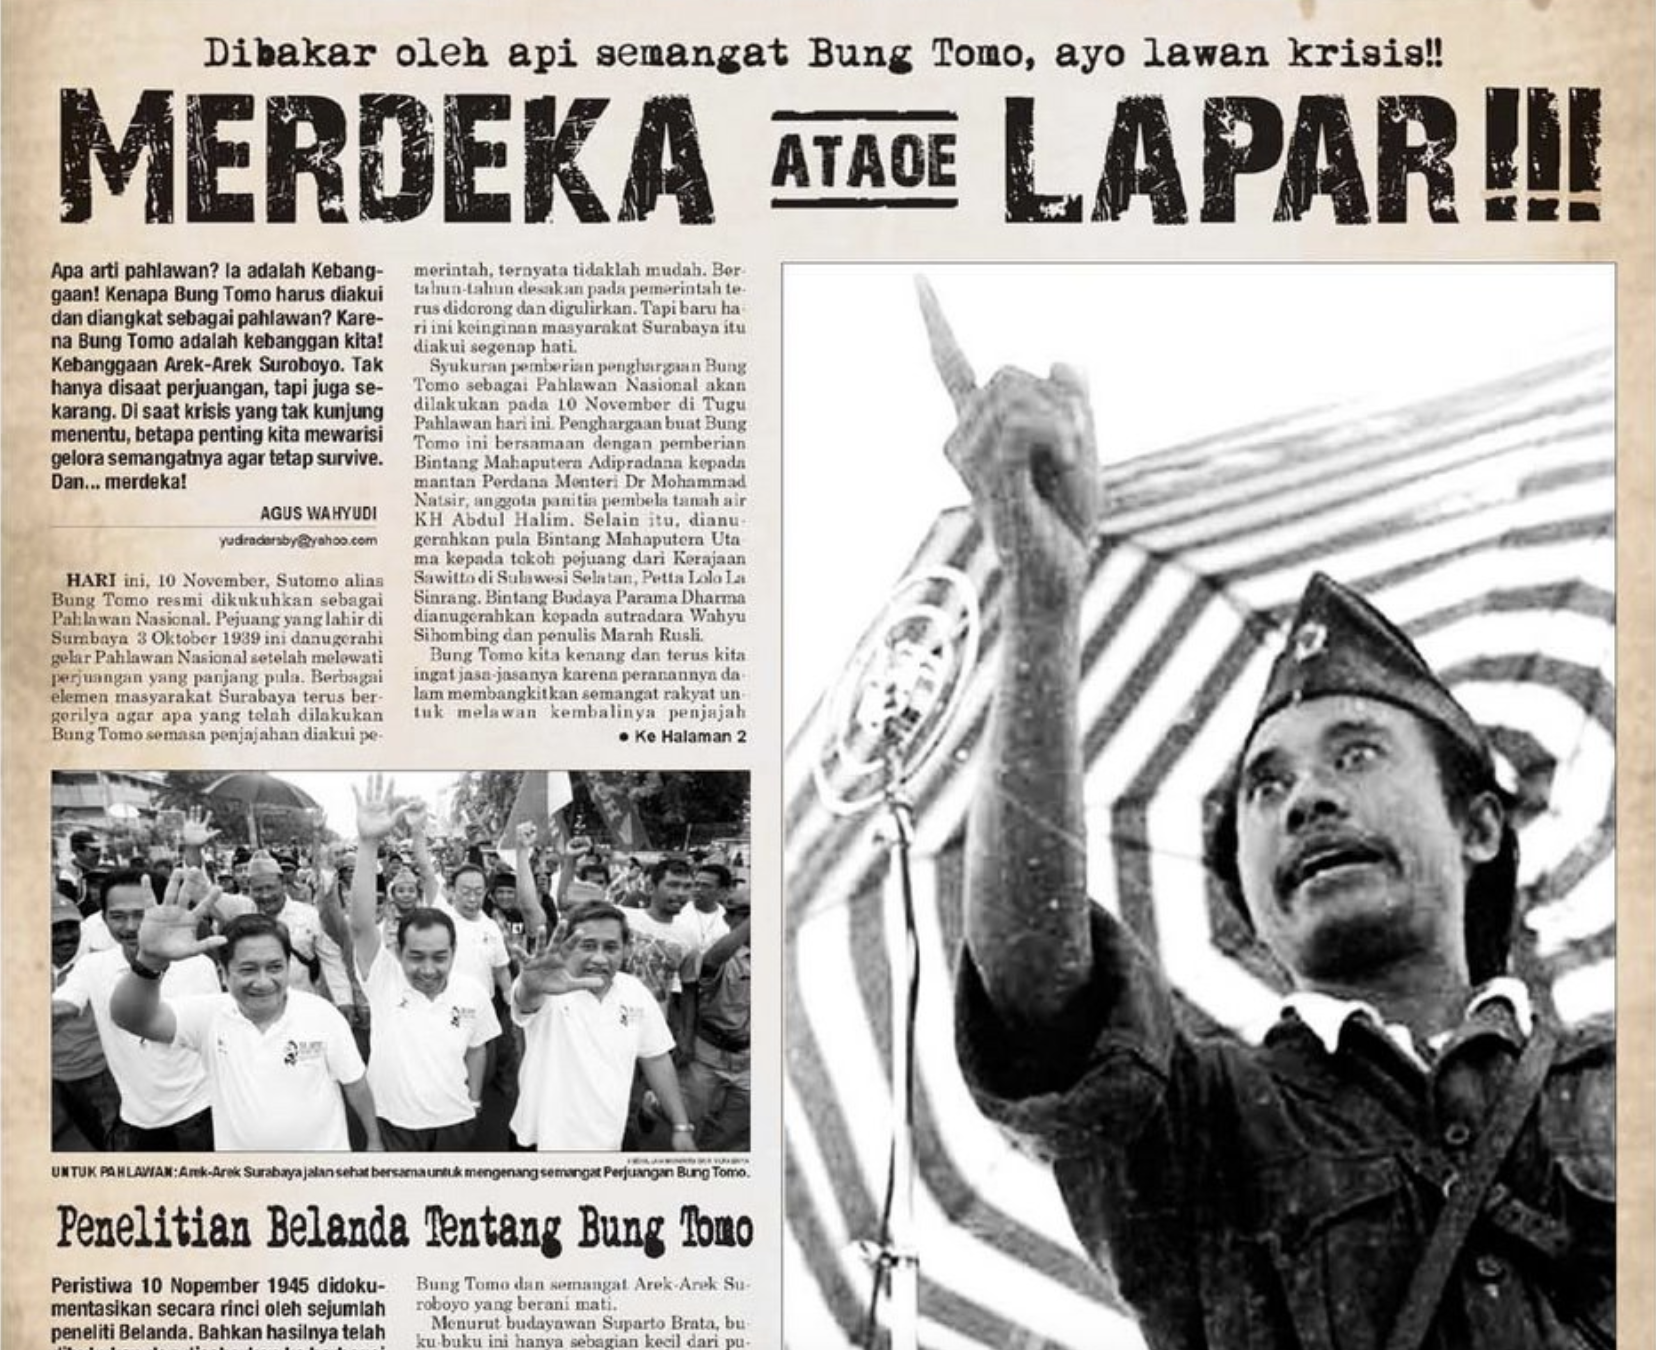 Dibakar oleh api semangat Bung Tomo, ayo lawan krisis!!
MERDEKA ATAOE LAPAR!!!
Apa arti pahlawan? Ia adalah Kebang-
gaan! Kenapa Bung Tomo harus diakui
dan diangkat sebagai pahlawan? Kare-
na Bung Tomo adalah kebanggan kita!
Kebanggaan Arek-Arek Suroboyo. Tak
hanya disaat perjuangan, tapi juga se-
karang. Di saat krisis yang tak kunjung
menentu, betapa penting kita mewarisi
gelora semangatnya agar tetap survive.
Dan... merdeka!
AGUS WAHYUDI
yudiradarsby@yahoo.com
HARI ini, 10 November, Sutomo alias
Bung Tomo resmi dikukuhkan sebagai
Pahlawan Nasional. Pejuang yang lahir di
Surabaya 3 Oktober 1939 ini danugerahi
gelar Pahlawan Nasional setelah melewati
perjuangan yang panjang pula. Berbagai
elemen masyarakat Surabaya terus ber-
gerilya agar apa yang telah dilakukan
Bung Tomo semasa penjajahan diakui pe-
merintah, ternyata tidaklah mudah. Ber-
tahun-tahun desakan pada pemerintah te-
rus didorong dan digulirkan. Tapi baru ha-
ri ini keinginan masyarakat Surabaya itu
diakui segenap hati.
Syukuran pemberian penghargaan Bung
Tomo sebagai Pahlawan Nasional akan
dilakukan pada 10 November di Tugu
Pahlawan hari ini. Penghargaan buat Bung
Tomo ini bersamaan dengan pemberian
Bintang Mahaputera Adipradana kepada
mantan Perdana Menteri Dr Mohammad
Natsir, anggota panitia pembela tanah air
KH Abdul Halim. Selain itu, dianu-
gerahkan pula Bintang Mahaputera Uta-
ma kepada tokoh pejuang dari Kerajaan
Sawitto di Sulawesi Selatan, Petta Lolo La
Sinrang. Bintang Budaya Parama Dharma
dianugerahkan kepada sutradara Wahyu
Sihombing dan penulis Marah Rusli.
Bung Tomo kita kenang dan terus kita
ingat jasa-jasanya karena peranannya da-
lam membangkitkan semangat rakyat un-
tuk melawan kembalinya penjajah
● Ke Halaman 2
UNTUK PAHLAWAN: Arek-Arek Surabaya jalan sehat bersama untuk mengenang semangat Perjuangan Bung Tomo.
Penelitian Belanda Tentang Bung Tomo
Peristiwa 10 Nopember 1945 didoku-
mentasikan secara rinci oleh sejumlah
peneliti Belanda. Bahkan hasilnya telah
Bung Tomo dan semangat Arek-Arek Su-
roboyo yang berani mati.
Menurut budayawan Suparto Brata, bu-
ku-buku ini hanya sebagian kecil dari pu-